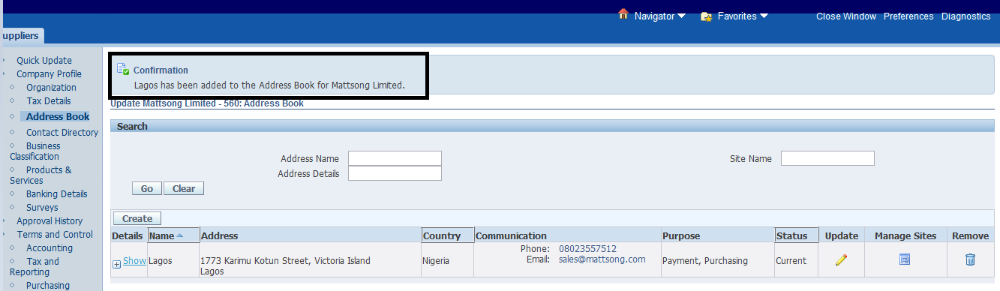 Navigator Favorites Close Window Preferences Diagnostics
uppliers
Quick Update
Company Profile
Organization
Tax Details
Address Book
Contact Directory
Business
Classification
Products &
Services
Banking Details
Surveys
Approval History
Terms and Control
Accounting
Tax and
Reporting
Purchasing
Confirmation
Lagos has been added to the Address Book for Mattsong Limited.
Update Mattsong Limited - 560: Address Book
Search
Address Name
Site Name
Address Details
Go Clear
Create
Details Name Address Country Communication Purpose Status Update Manage Sites Remove
Phone: 08023557512
Show Lagos 1773 Karimu Kotun Street, Victoria Island Nigeria Email: sales@mattsong.com Payment, Purchasing Current
Lagos